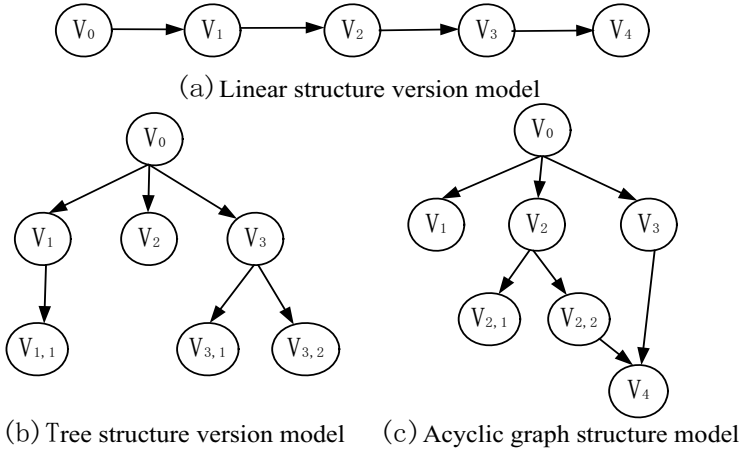 V₀ V₁ V₂ V₃ V₄
(a) Linear structure version model
V₀
V₁ V₂ V₃
V₁,₁ V₃,₁ V₃,₂
(b) Tree structure version model
V₀
V₁ V₂ V₃
V₂,₁ V₂,₂
V₄
(c) Acyclic graph structure model